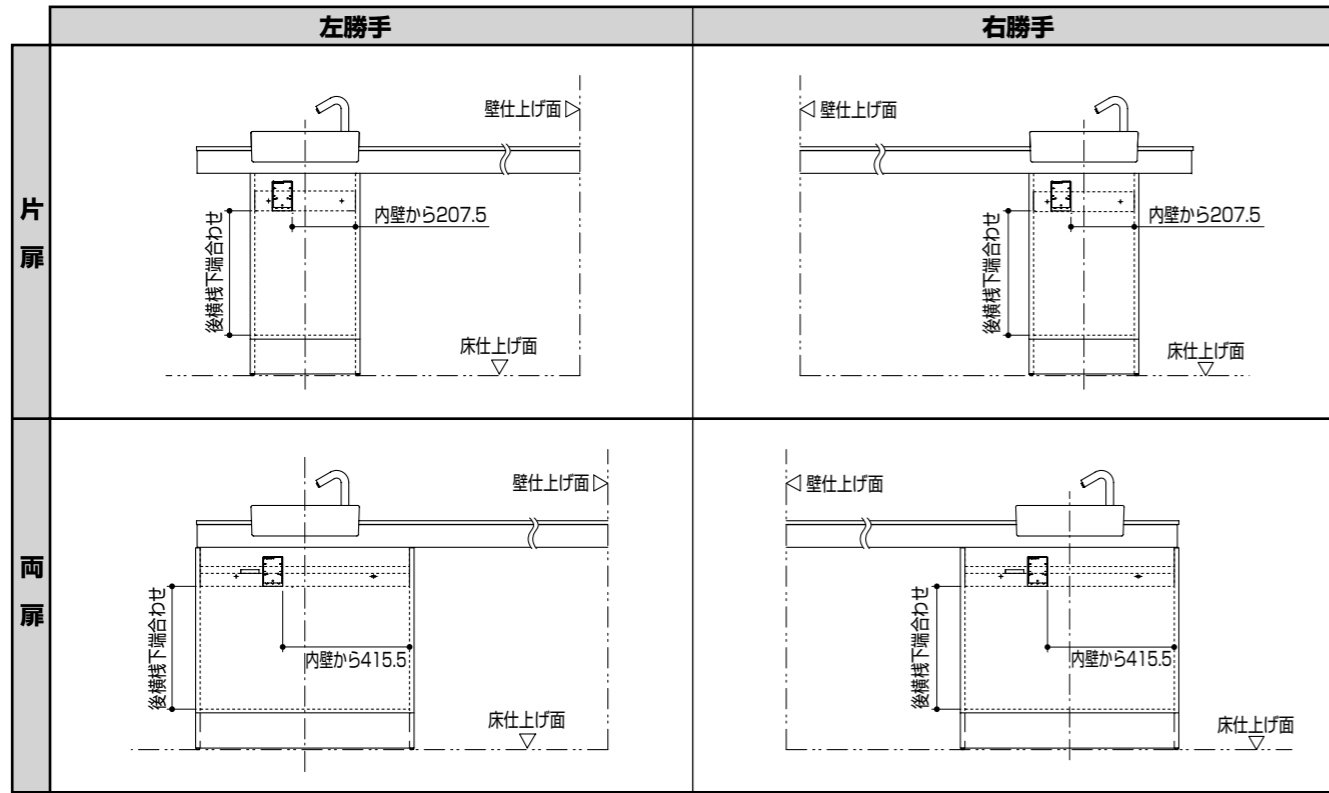 左勝手
右勝手
片扉
壁仕上げ面
内壁から207.5
後横桟下端合わせ
床仕上げ面
壁仕上げ面
内壁から207.5
後横桟下端合わせ
床仕上げ面
両扉
壁仕上げ面
内壁から415.5
後横桟下端合わせ
床仕上げ面
壁仕上げ面
内壁から415.5
後横桟下端合わせ
床仕上げ面